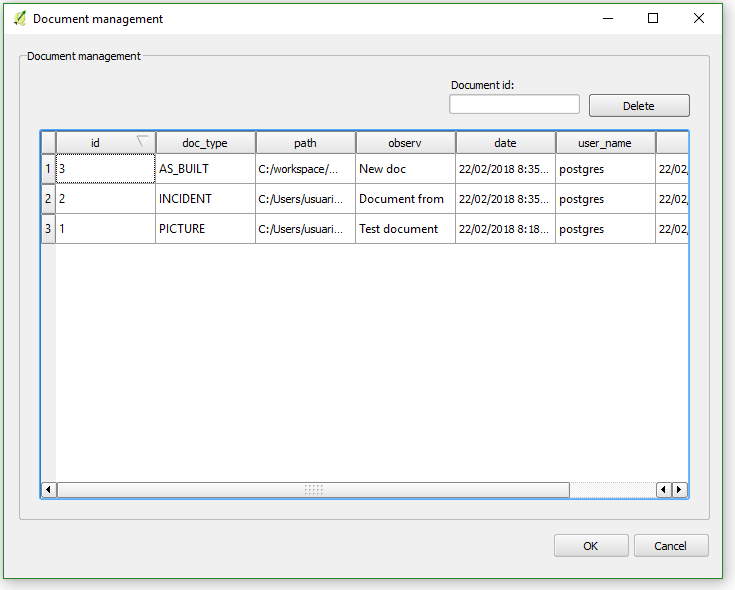 Document management
Document management
Document id:
Delete
id doc_type path observ date user_name
1 3 AS_BUILT C:/workspace/... New doc 22/02/2018 8:35... postgres 22/02,
2 2 INCIDENT C:/Users/usuari... Document from 22/02/2018 8:35... postgres 22/02,
3 1 PICTURE C:/Users/usuari... Test document 22/02/2018 8:18... postgres 22/02,
OK Cancel